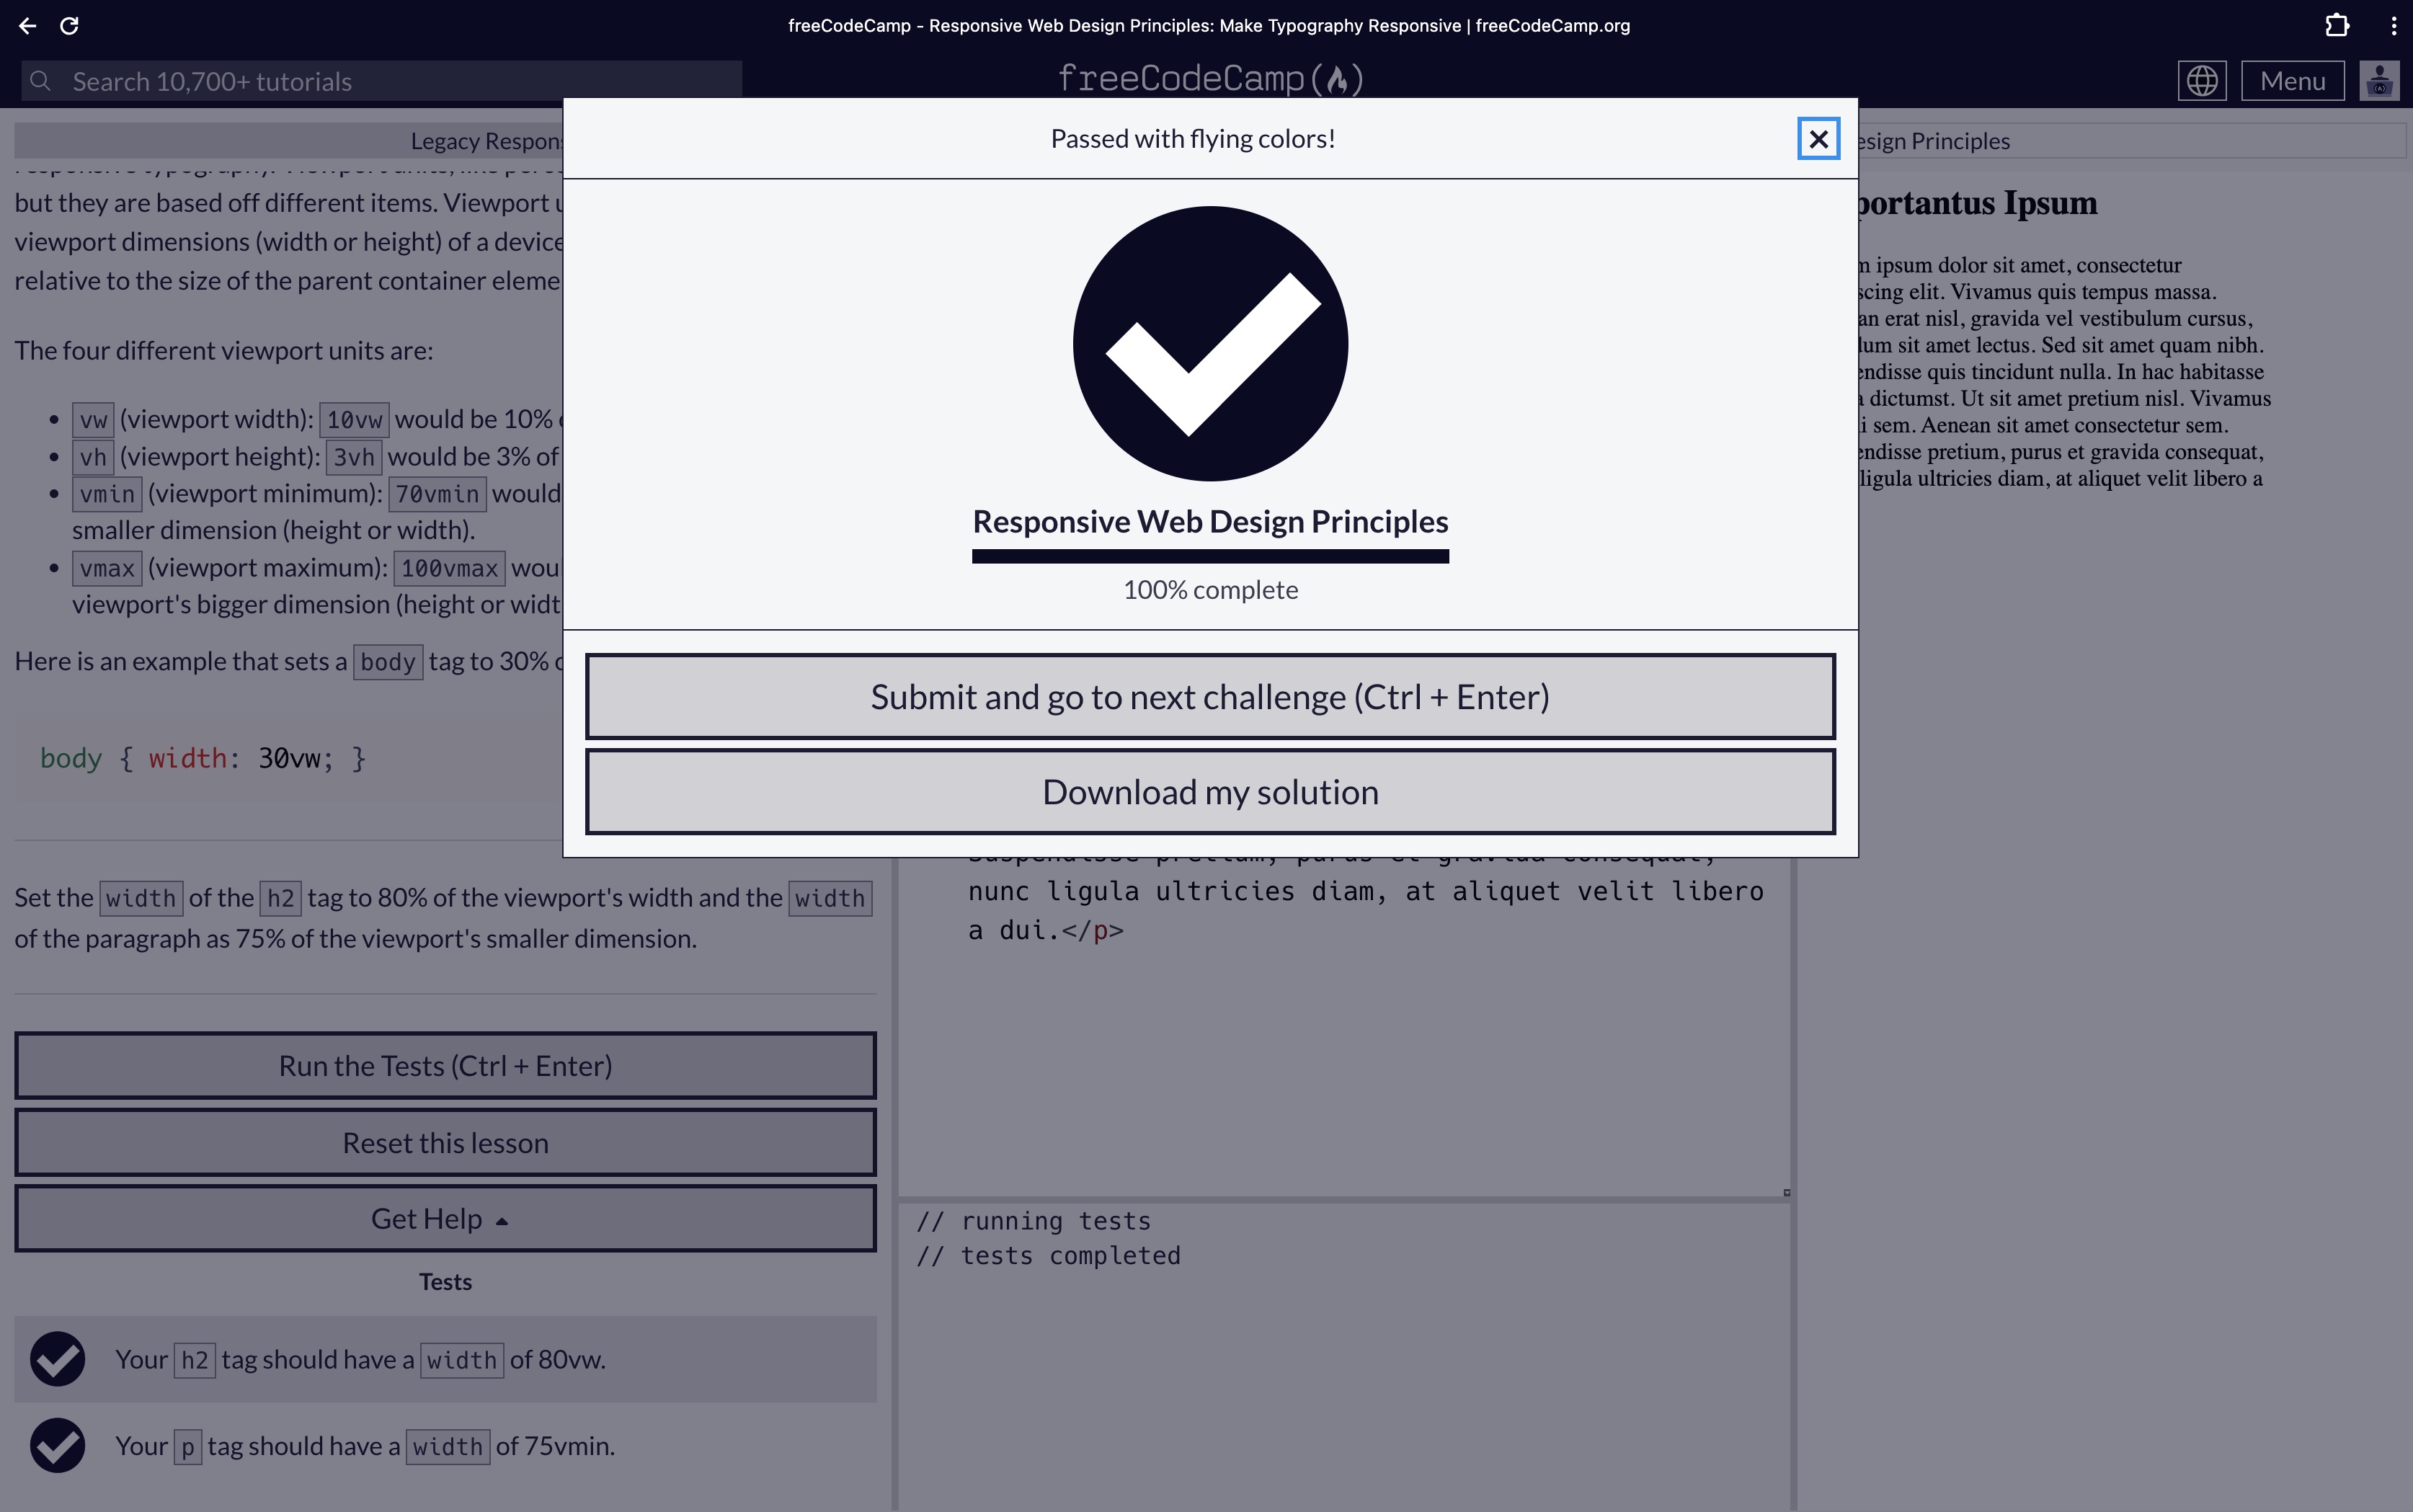 freeCodeCamp - Responsive Web Design Principles: Make Typography Responsive | freeCodeCamp.org
Search 10,700+ tutorials
freeCodeCamp
Menu
Legacy Respons
esign Principles
Passed with flying colors!
but they are based off different items. Viewport u
viewport dimensions (width or height) of a device
relative to the size of the parent container eleme
The four different viewport units are:
vw (viewport width): 10vw would be 10%
vh (viewport height): 3vh would be 3% of
vmin (viewport minimum): 70vmin would
smaller dimension (height or width).
vmax (viewport maximum): 100vmax woul
viewport's bigger dimension (height or widt
Here is an example that sets a body tag to 30%
body { width: 30vw; }
Set the width of the h2 tag to 80% of the viewport's width and the width
of the paragraph as 75% of the viewport's smaller dimension.
Run the Tests (Ctrl + Enter)
Reset this lesson
Get Help
Tests
Your h2 tag should have a width of 80vw.
Your p tag should have a width of 75vmin.
Responsive Web Design Principles
100% complete
Submit and go to next challenge (Ctrl + Enter)
Download my solution
Suspendisse pretium, purus et gravida consequat,
nunc ligula ultricies diam, at aliquet velit libero
a dui.</p>
// running tests
// tests completed
portantus Ipsum
m ipsum dolor sit amet, consectetur
scing elit. Vivamus quis tempus massa.
an erat nisl, gravida vel vestibulum cursus,
lum sit amet lectus. Sed sit amet quam nibh.
endisse quis tincidunt nulla. In hac habitasse
a dictumst. Ut sit amet pretium nisl. Vivamus
i sem. Aenean sit amet consectetur sem.
endisse pretium, purus et gravida consequat,
ligula ultricies diam, at aliquet velit libero a